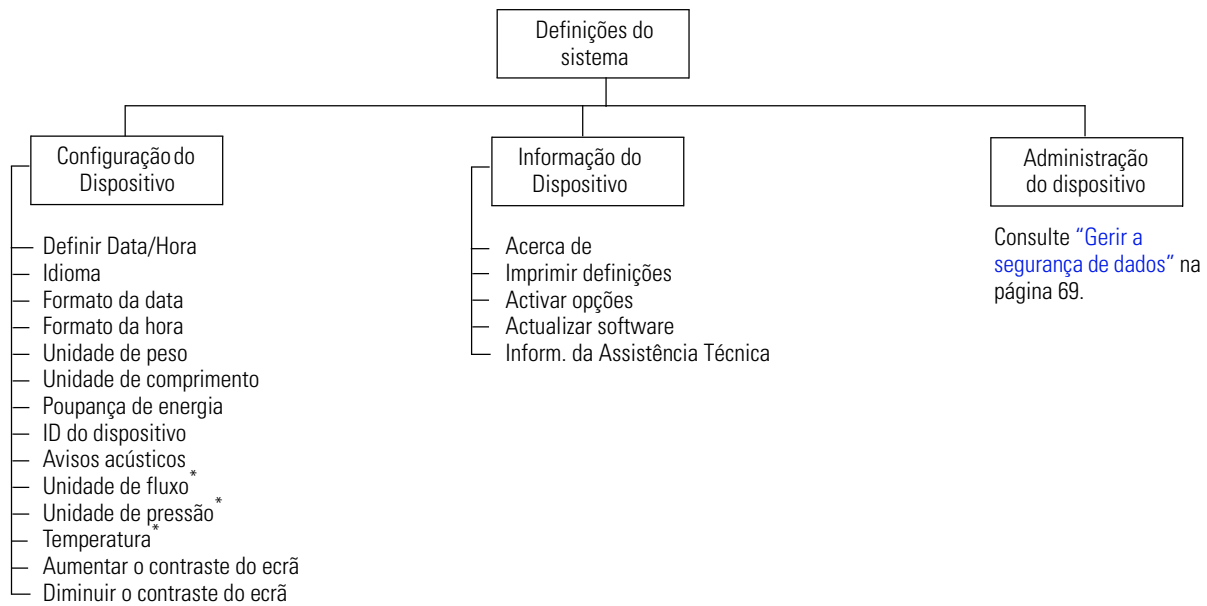 Definições do
sistema
Configuração do
Dispositivo
Definir Data/Hora
Idioma
Formato da data
Formato da hora
Unidade de peso
Unidade de comprimento
Poupança de energia
ID do dispositivo
Avisos acústicos
Unidade de fluxo*
Unidade de pressão*
Temperatura*
Aumentar o contraste do ecrã
Diminuir o contraste do ecrã
Informação do
Dispositivo
Acerca de
Imprimir definições
Activar opções
Actualizar software
Inform. da Assistência Técnica
Administração
do dispositivo
Consulte “Gerir a
segurança de dados” na
página 69.